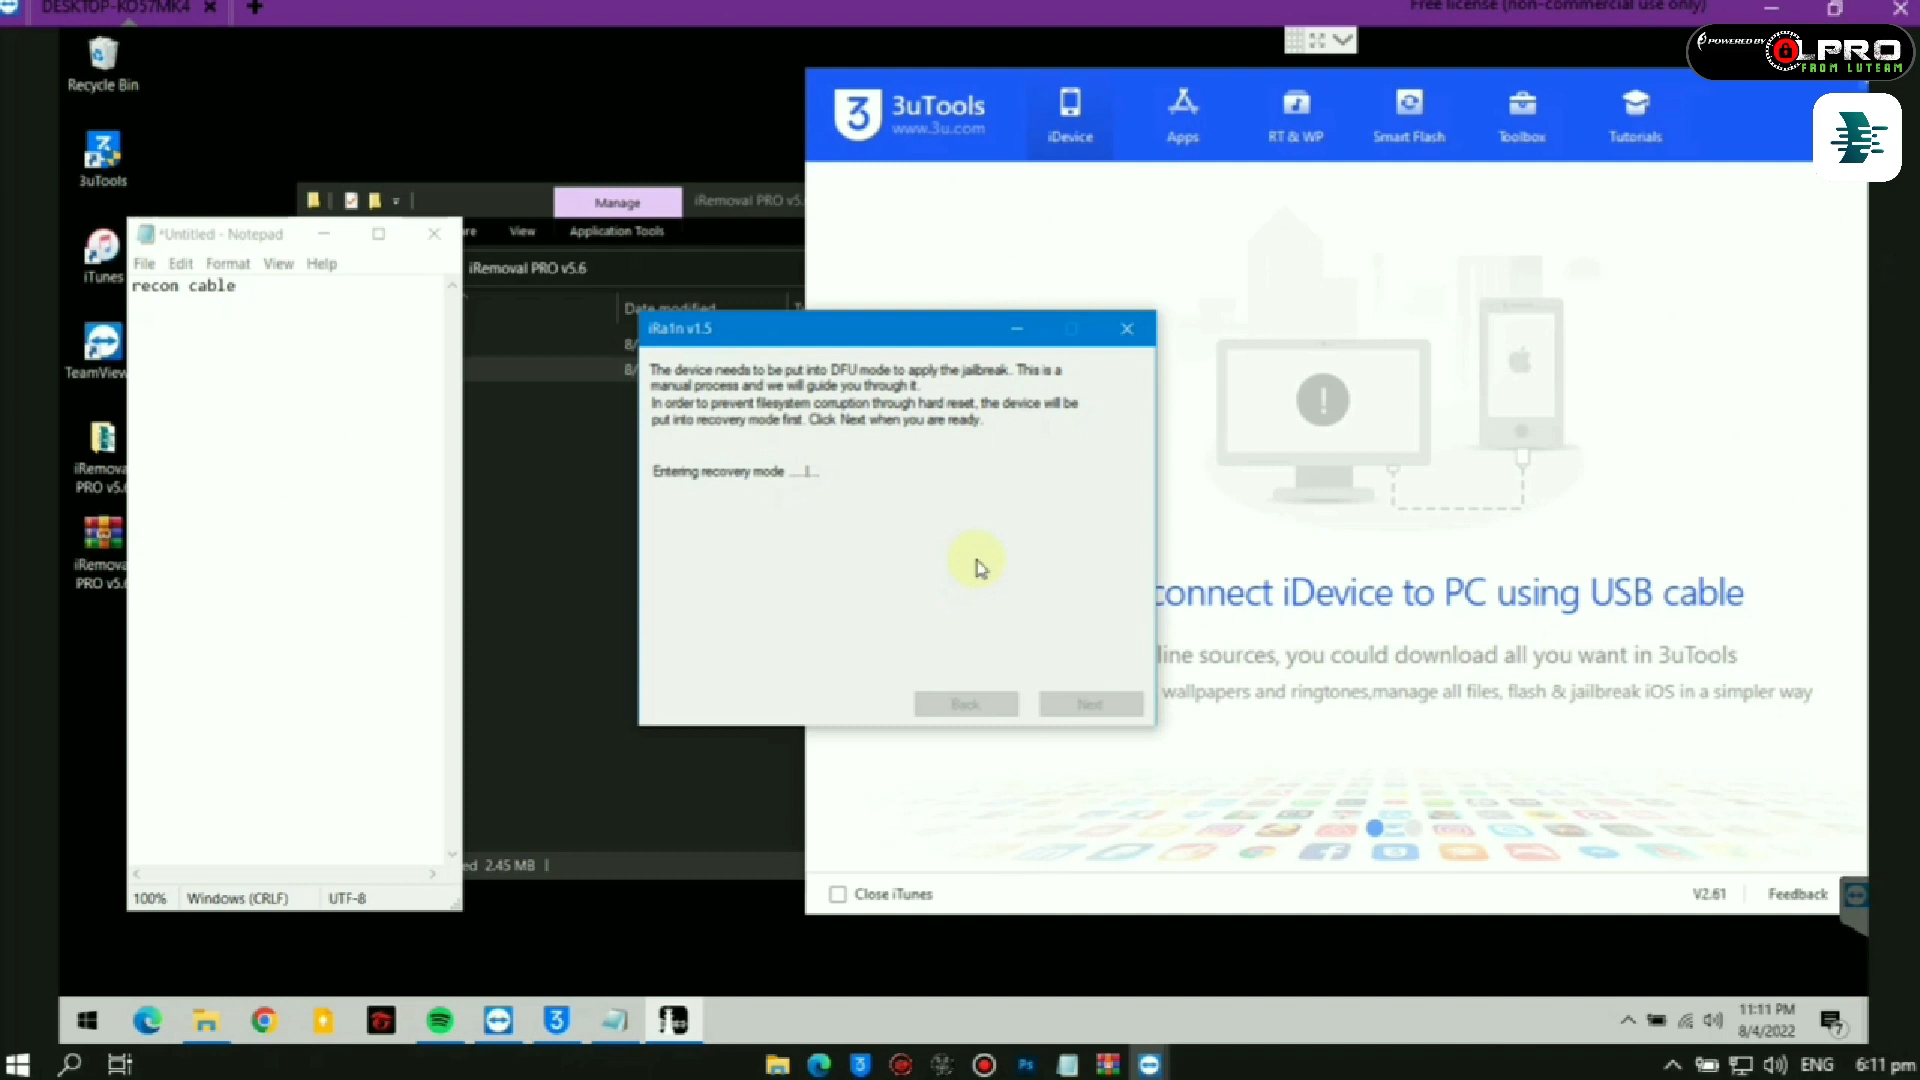 DESKTOP-KO57MK4
Free license (non-commercial use only)
POWERED BY
LPRO
FROM LUTEAM
Recycle Bin
3uTools
iTunes
TeamView
iRemova
PRO v5.6
iRemova
PRO v5.6
Manage
iRemoval PRO v5.
View
Application Tools
iRemoval PRO v5.6
Date modified
8/
8/
2.45 MB
*Untitled - Notepad
File Edit Format View Help
recon cable
100%
Windows (CRLF)
UTF-8
3uTools
www.3u.com
iDevice
Apps
RT & WP
Smart Flash
Toolbox
Tutorials
iRa1n v1.5
The device needs to be put into DFU mode to apply the jailbreak. This is a
manual process and we will guide you through it.
In order to prevent filesystem corruption through hard reset, the device will be
put into recovery mode first. Click Next when you are ready.
Entering recovery mode
Back
Next
connect iDevice to PC using USB cable
line sources, you could download all you want in 3uTools
wallpapers and ringtones,manage all files, flash & jailbreak iOS in a simpler way
Close iTunes
V2.61
Feedback
11:11 PM
8/4/2022
7
Ps
ENG
6:11 pm